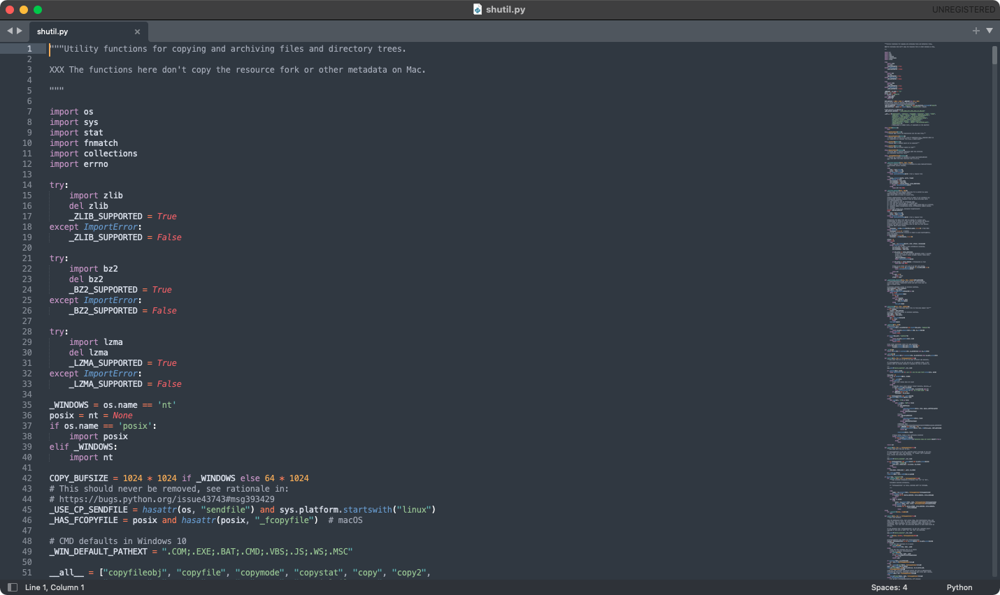 shutil.py
UNREGISTERED
shutil.py
1 """Utility functions for copying and archiving files and directory trees.
2
3 XXX The functions here don't copy the resource fork or other metadata on Mac.
4
5 """
6
7 import os
8 import sys
9 import stat
10 import fnmatch
11 import collections
12 import errno
13
14 try:
15     import zlib
16     del zlib
17     _ZLIB_SUPPORTED = True
18 except ImportError:
19     _ZLIB_SUPPORTED = False
20
21 try:
22     import bz2
23     del bz2
24     _BZ2_SUPPORTED = True
25 except ImportError:
26     _BZ2_SUPPORTED = False
27
28 try:
29     import lzma
30     del lzma
31     _LZMA_SUPPORTED = True
32 except ImportError:
33     _LZMA_SUPPORTED = False
34
35 _WINDOWS = os.name == 'nt'
36 posix = nt = None
37 if os.name == 'posix':
38     import posix
39 elif _WINDOWS:
40     import nt
41
42 COPY_BUFSIZE = 1024 * 1024 if _WINDOWS else 64 * 1024
43 # This should never be removed, see rationale in:
44 # https://bugs.python.org/issue43743#msg393429
45 _USE_CP_SENDFILE = hasattr(os, "sendfile") and sys.platform.startswith("linux")
46 _HAS_FCOPYFILE = posix and hasattr(posix, "_fcopyfile")  # macOS
47
48 # CMD defaults in Windows 10
49 _WIN_DEFAULT_PATHEXT = ".COM;.EXE;.BAT;.CMD;.VBS;.JS;.WS;.MSC"
50
51 __all__ = ["copyfileobj", "copyfile", "copymode", "copystat", "copy", "copy2",
Line 1, Column 1
Spaces: 4
Python